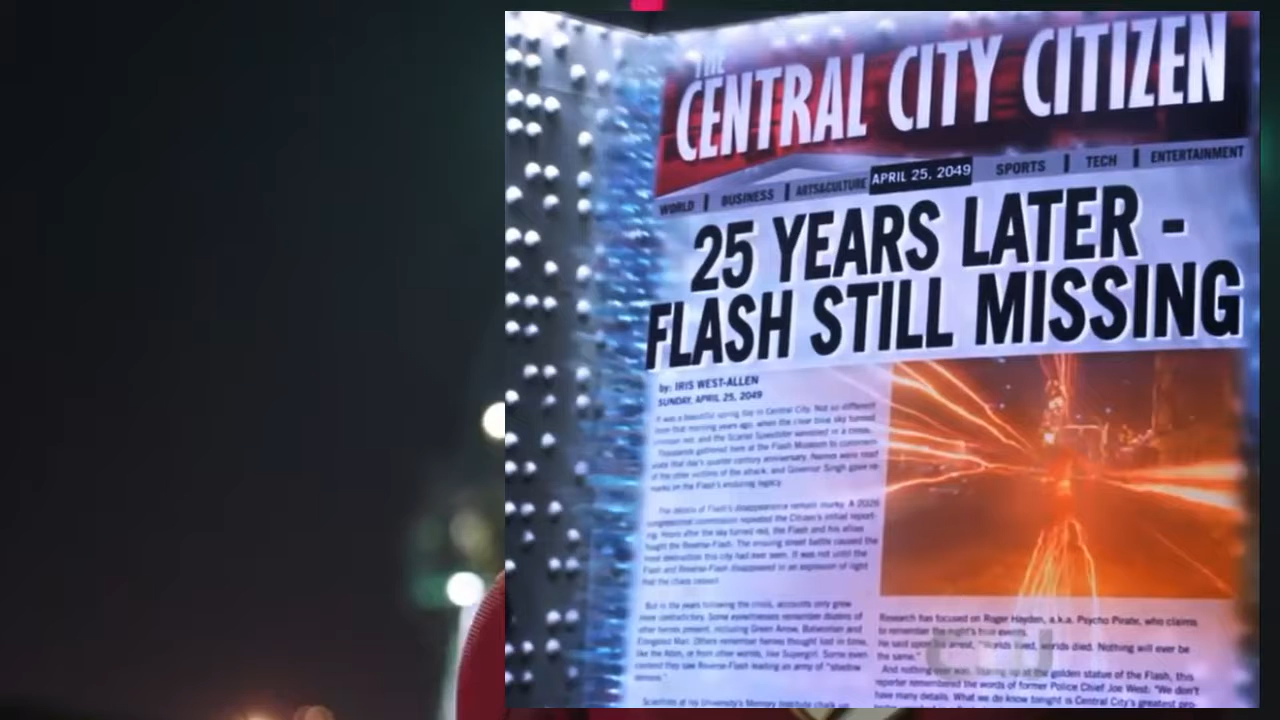 THE
CENTRAL CITY CITIZEN
WORLD | BUSINESS | ARTS&CULTURE APRIL 25, 2049 SPORTS | TECH | ENTERTAINMENT
25 YEARS LATER -
FLASH STILL MISSING
by: IRIS WEST-ALLEN
SUNDAY, APRIL 25, 2049
It was a beautiful spring day in Central City. Not so different
from that morning years ago, when the clear blue sky turned
crimson red, and the Scarlet Speedster vanished in a crisis.
Thousands gathered here at the Flash Museum to commem-
orate that day's quarter century anniversary. Names were read
of the other victims of the attack, and Governor Singh gave re-
marks on the Flash's enduring legacy.
The details of Flash's disappearance remain murky. A 2026
congressional commission repeated the Citizen's initial report-
ing. Hours after the sky turned red, the Flash and his allies
fought the Reverse-Flash. The ensuing street battle caused the
most destruction this city had ever seen. It was not until the
Flash and Reverse-Flash disappeared in an explosion of light
that the chaos ceased.
But in the years following the crisis, accounts only grew
more contradictory. Some eyewitnesses remember dozens of
other heroes present, including Green Arrow, Batwoman and
Elongated Man. Others remember heroes thought lost in time,
like the Atom, or from other worlds, like Supergirl. Some even
contend they saw Reverse-Flash leading an army of "shadow
demons."
Scientists at Ivy University's Memory Institute chalk up
Research has focused on Roger Hayden, a.k.a. Psycho Pirate, who claims
to remember the night's true events.
He said upon his arrest, "Worlds lived, worlds died. Nothing will ever be
the same."
And nothing ever was. Staring up at the golden statue of the Flash, this
reporter remembered the words of former Police Chief Joe West: "We don't
have many details. What we do know tonight is Central City's greatest pro-